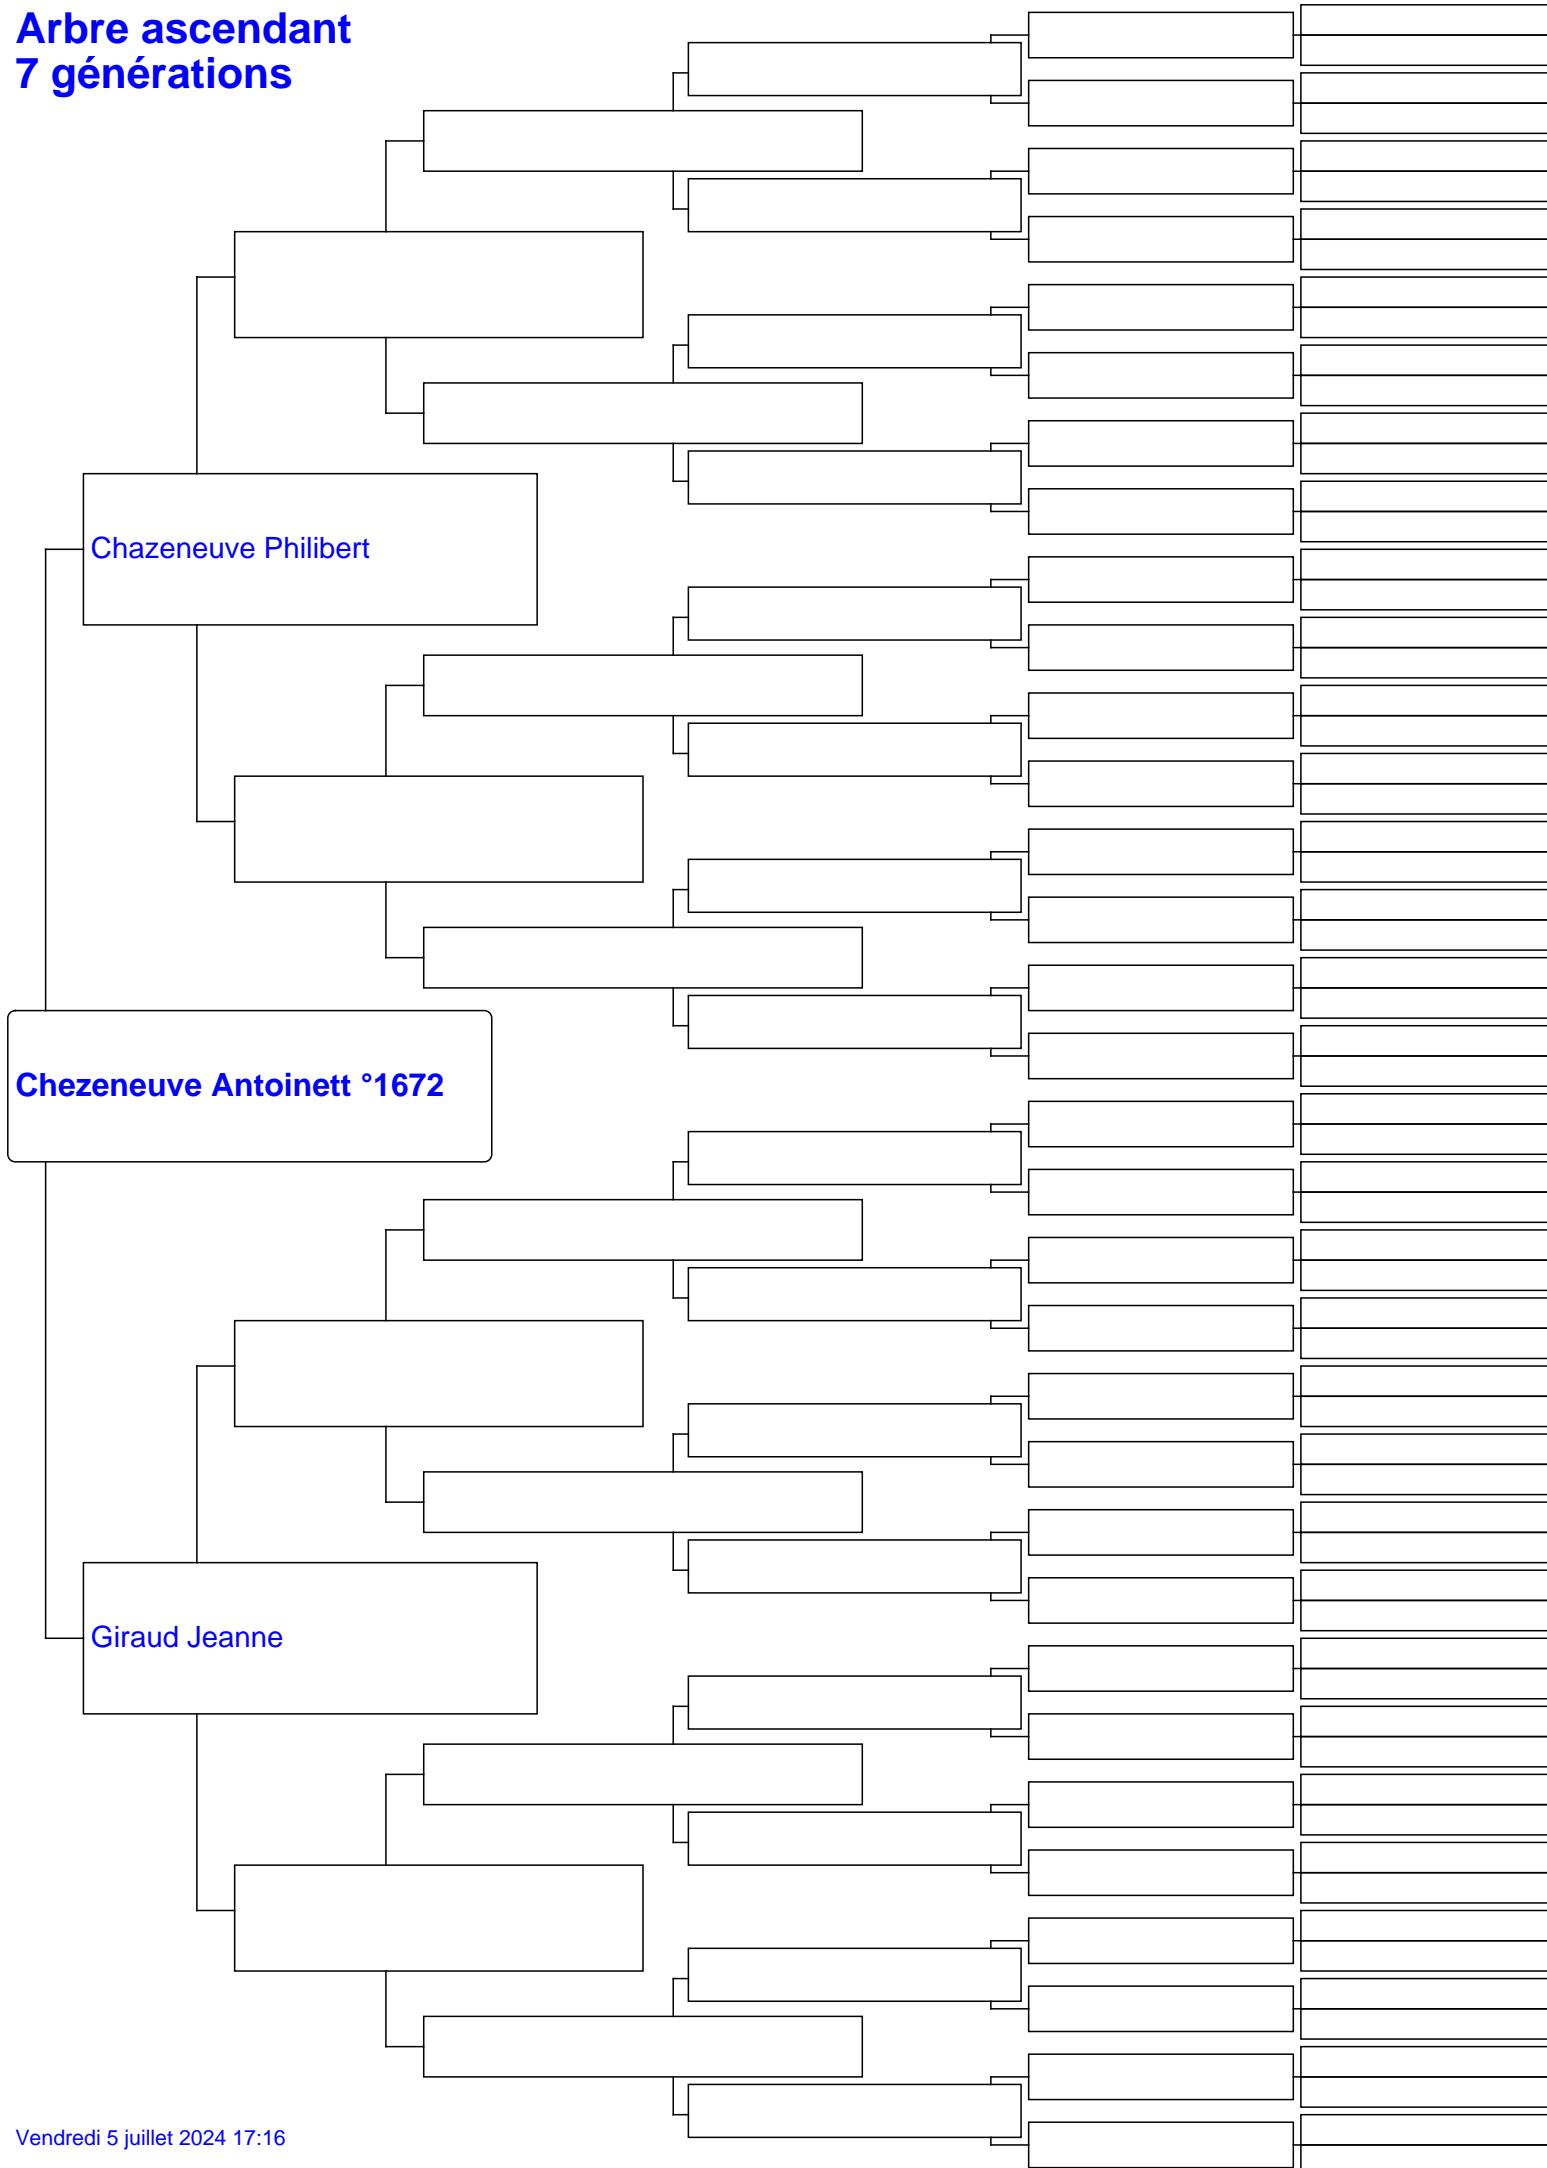 Arbre ascendant
7 générations
Chazeneuve Philibert
Chezeneuve Antoinett °1672
Giraud Jeanne
Vendredi 5 juillet 2024 17:16